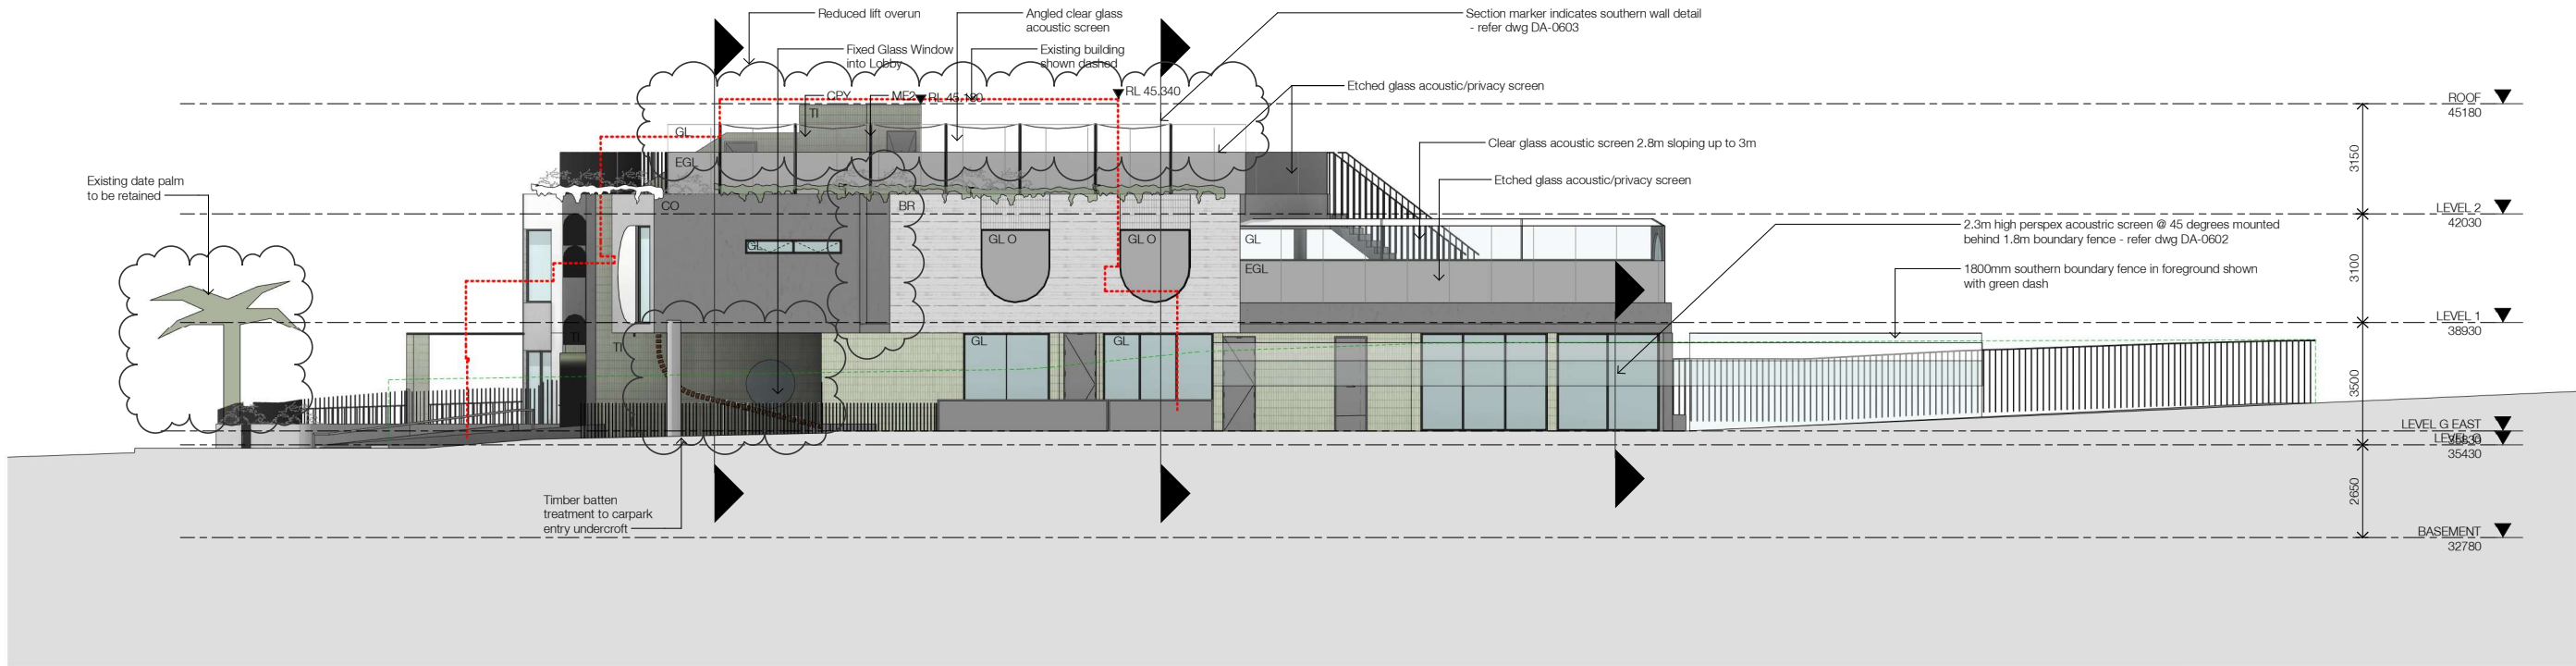 Reduced lift overun
Angled clear glass
acoustic screen
Section marker indicates southern wall detail
- refer dwg DA-0603
Fixed Glass Window
into Lobby
Existing building
shown dashed
Etched glass acoustic/privacy screen
CPY
MF2
RL 45.180
RL 45.340
ROOF
45180
TI
GL
EGL
Clear glass acoustic screen 2.8m sloping up to 3m
3150
Existing date palm
to be retained
Etched glass acoustic/privacy screen
CO
BR
LEVEL 2
42030
2.3m high perspex acoustric screen @ 45 degrees mounted
behind 1.8m boundary fence - refer dwg DA-0602
GL
GL O
GL O
GL
EGL
3100
1800mm southern boundary fence in foreground shown
with green dash
LEVEL 1
38930
TI
TI
GL
GL
3500
LEVEL G EAST
35430
Timber batten
treatment to carpark
entry undercroft
2650
BASEMENT
32780